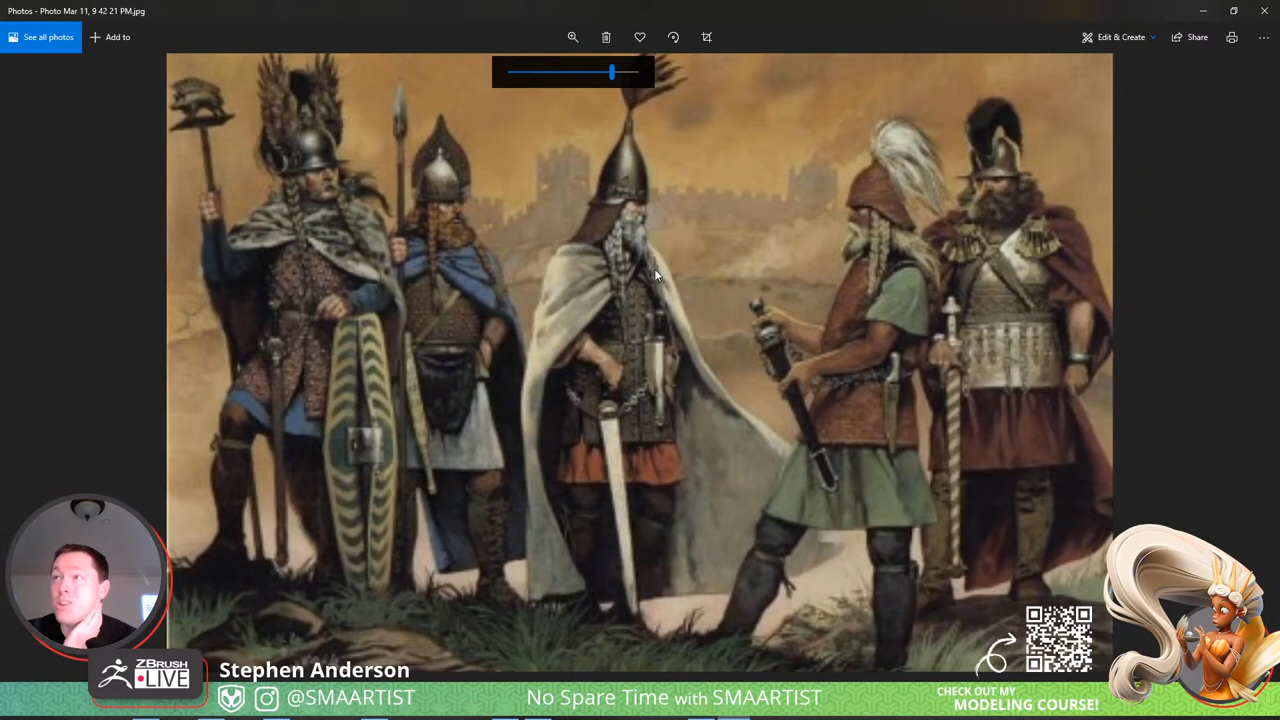 Photos - Photo Mar 11, 9 42 21 PM.jpg
See all photos
Add to
Edit & Create
Share
ZBRUSH
LIVE
Stephen Anderson
@SMAARTIST
No Spare Time with SMAARTIST
CHECK OUT MY
MODELING COURSE!